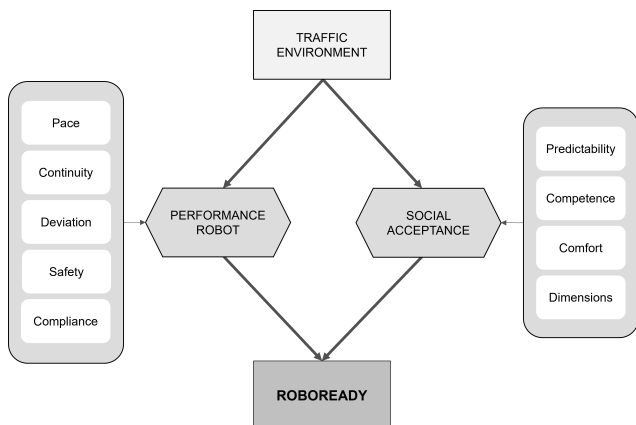 TRAFFIC
ENVIRONMENT
Pace
Continuity
Deviation
Safety
Compliance
PERFORMANCE
ROBOT
SOCIAL
ACCEPTANCE
Predictability
Competence
Comfort
Dimensions
ROBOREADY